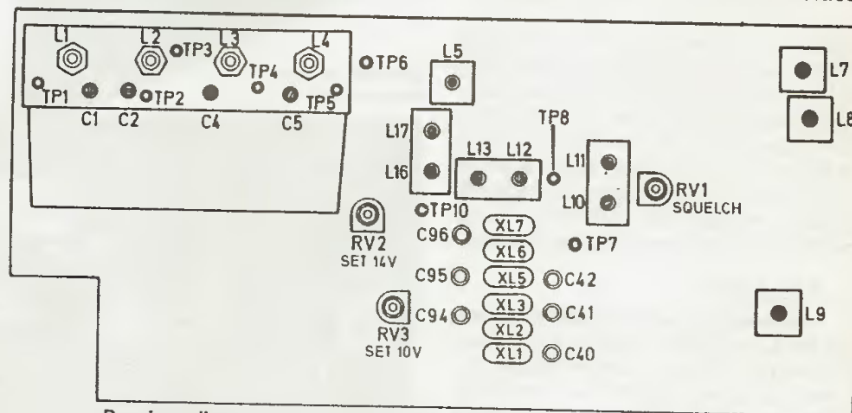 L1 L2 L3 L4
TP3
TP6
L5
L7
TP1 TP4
TP2 TP5
C1 C2 C4 C5
L8
L17
L13 L12
TP8
L11
L16
L10
RV1
SQUELCH
TP10
RV2
SET 14V
C96
XL7
TP7
XL6
C95
XL5
C42
C94
XL3
C41
RV3
SET 10V
XL2
XL1
C40
L9